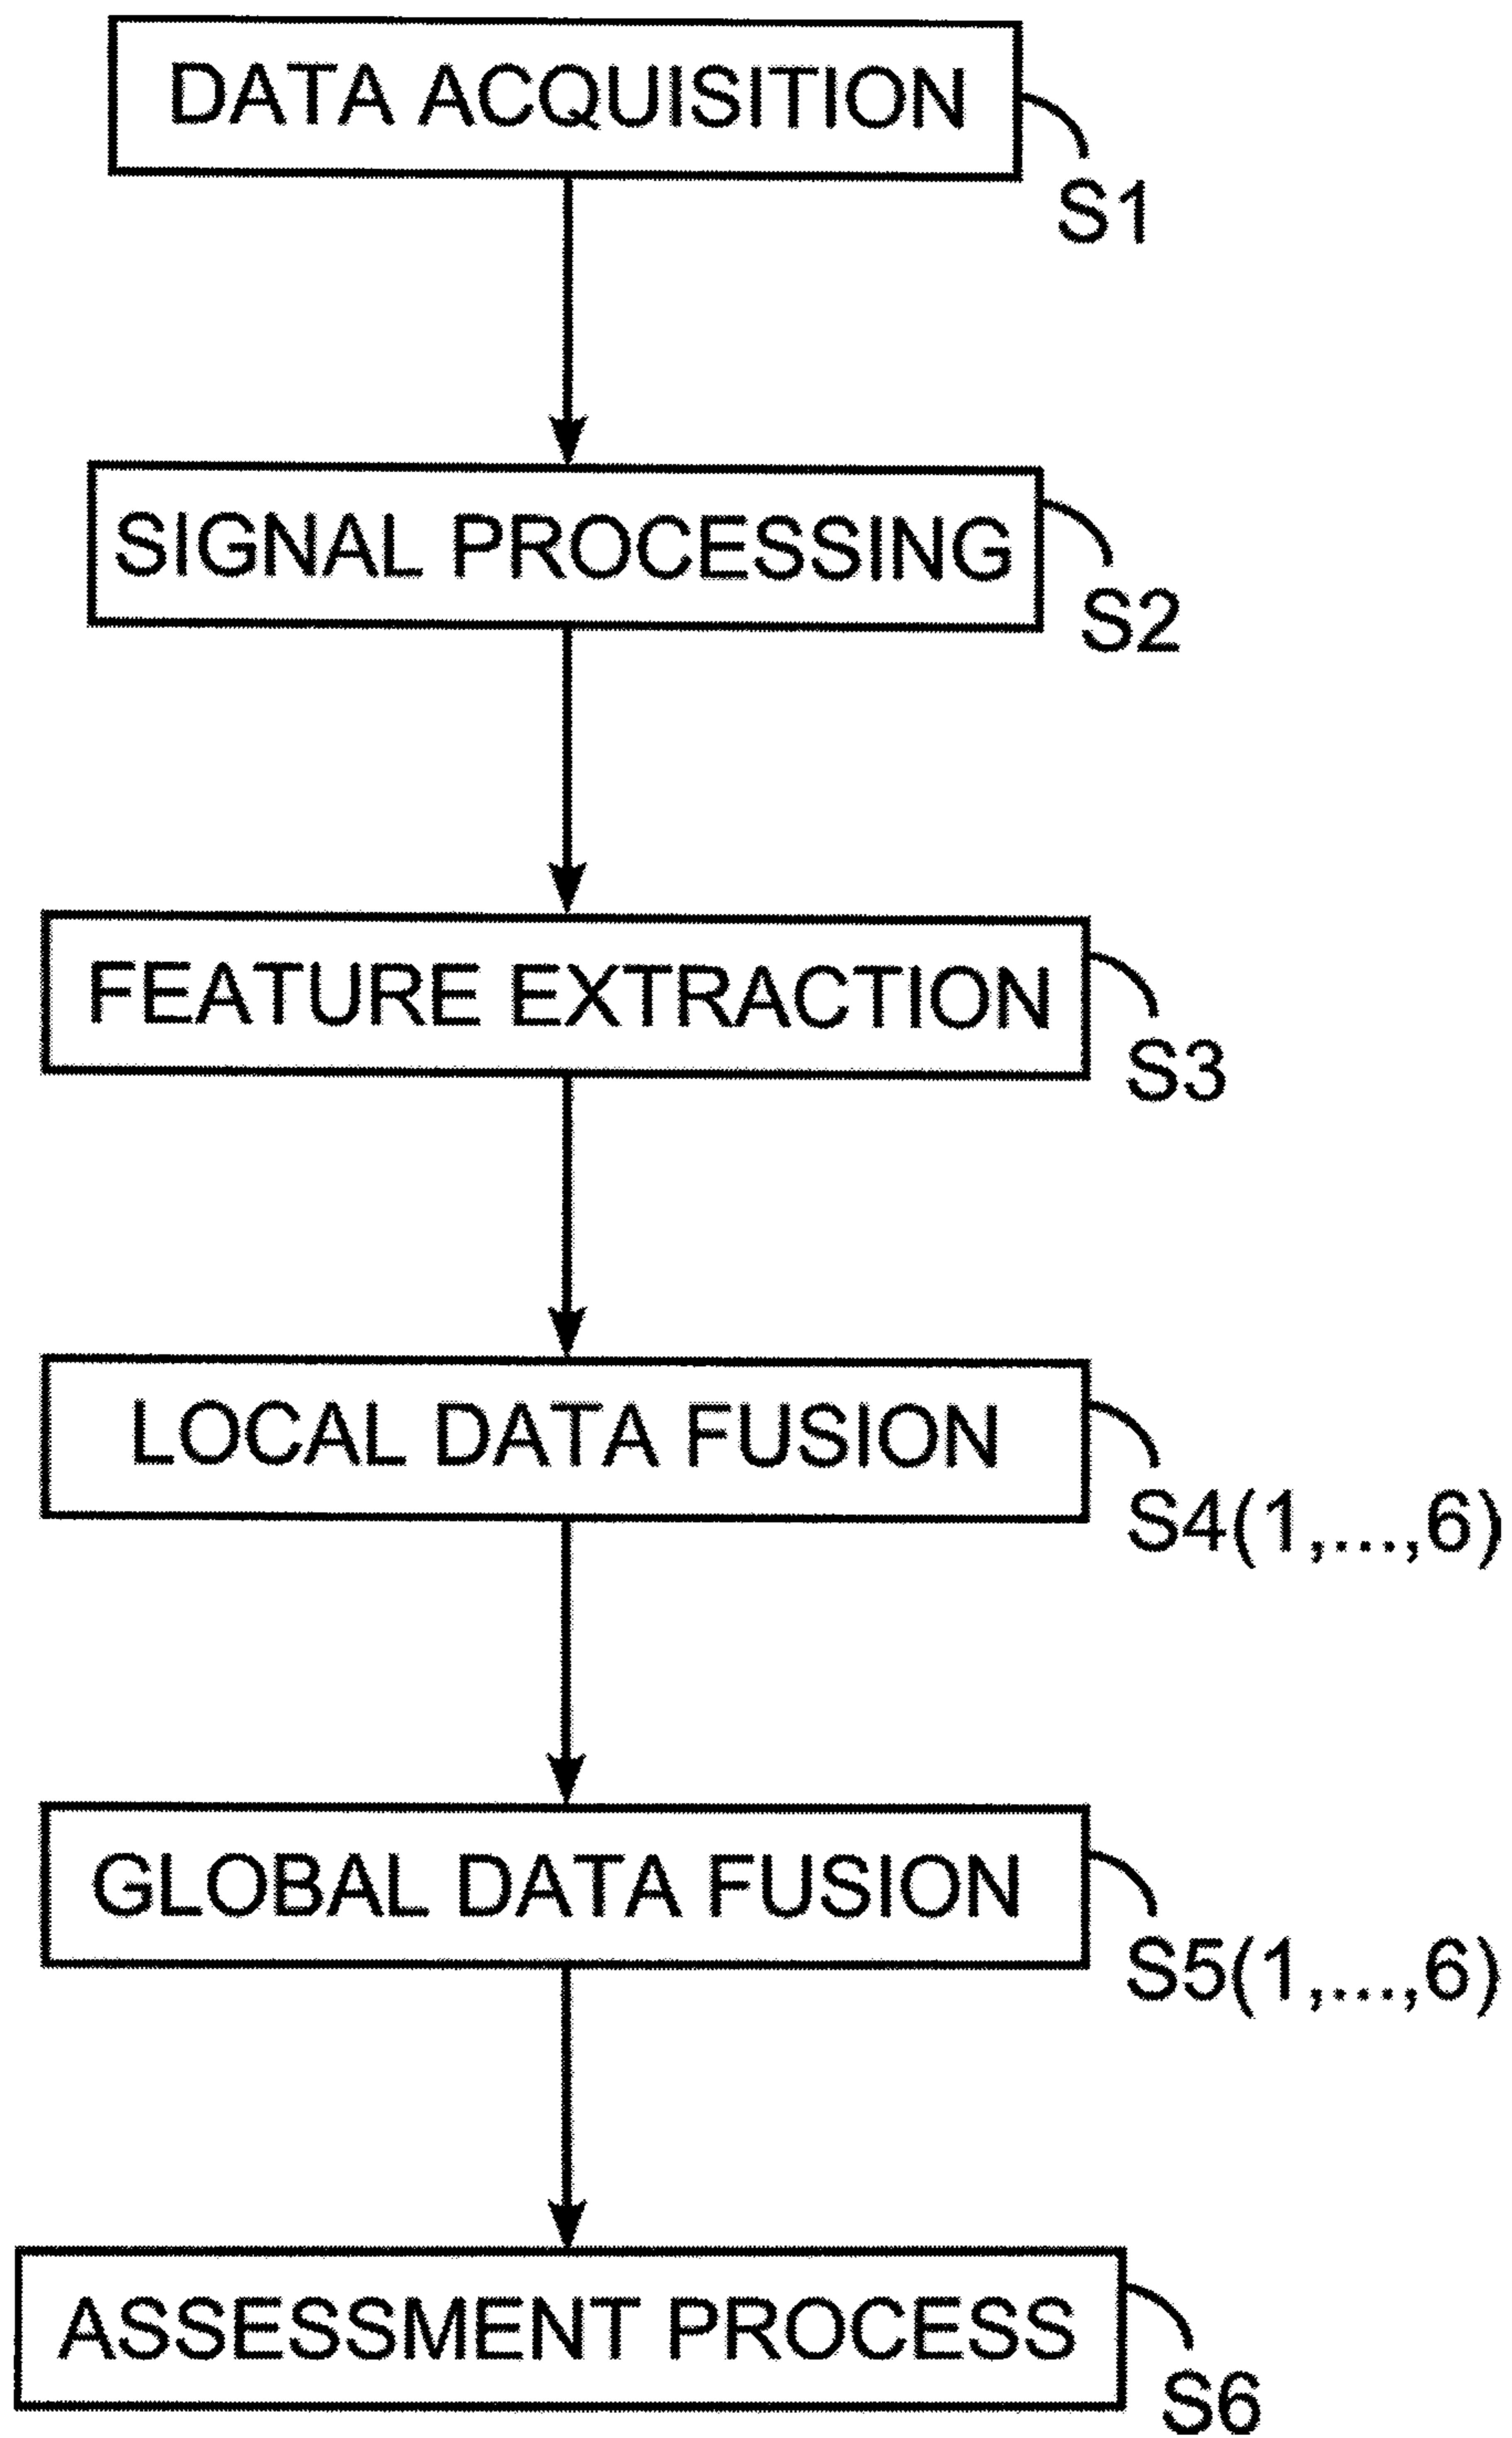 DATA ACQUISITION
S1
SIGNAL PROCESSING
S2
FEATURE EXTRACTION
S3
LOCAL DATA FUSION
S4(1,...,6)
GLOBAL DATA FUSION
S5(1,...,6)
ASSESSMENT PROCESS
S6